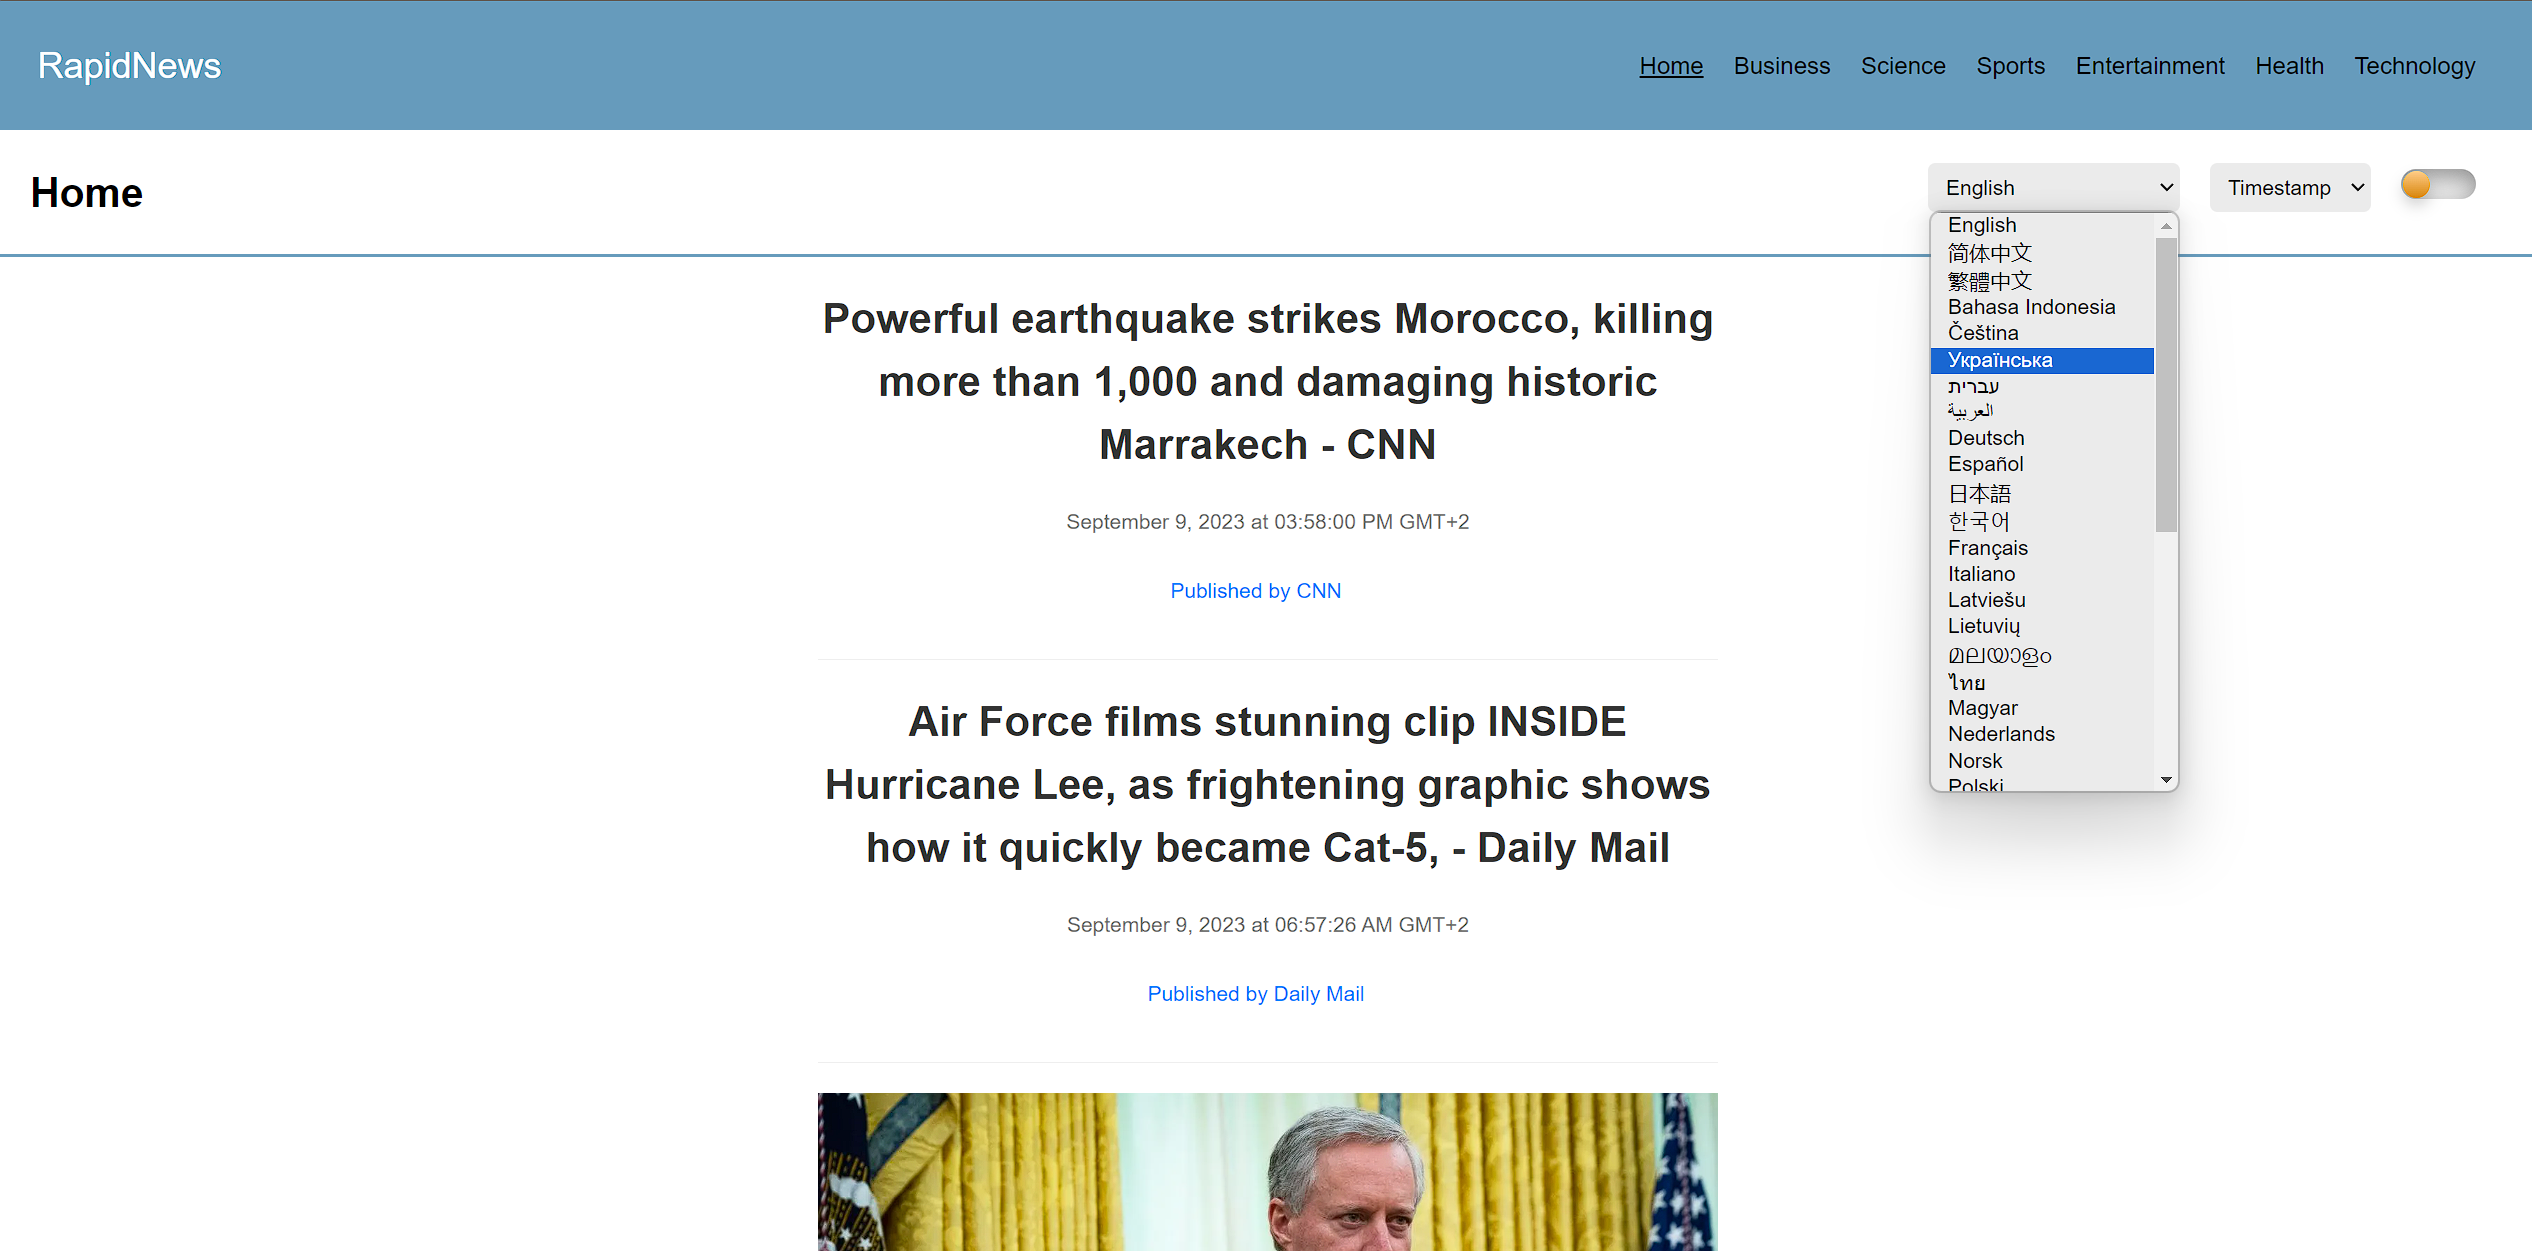 RapidNews
Home Business Science Sports Entertainment Health Technology
Home
English
Timestamp
English
简体中文
繁體中文
Bahasa Indonesia
Čeština
Українська
עברית
العربية
Deutsch
Español
日本語
한국어
Français
Italiano
Latviešu
Lietuvių
മലയാളം
ไทย
Magyar
Nederlands
Norsk
Polski
Powerful earthquake strikes Morocco, killing
more than 1,000 and damaging historic
Marrakech - CNN
September 9, 2023 at 03:58:00 PM GMT+2
Published by CNN
Air Force films stunning clip INSIDE
Hurricane Lee, as frightening graphic shows
how it quickly became Cat-5, - Daily Mail
September 9, 2023 at 06:57:26 AM GMT+2
Published by Daily Mail